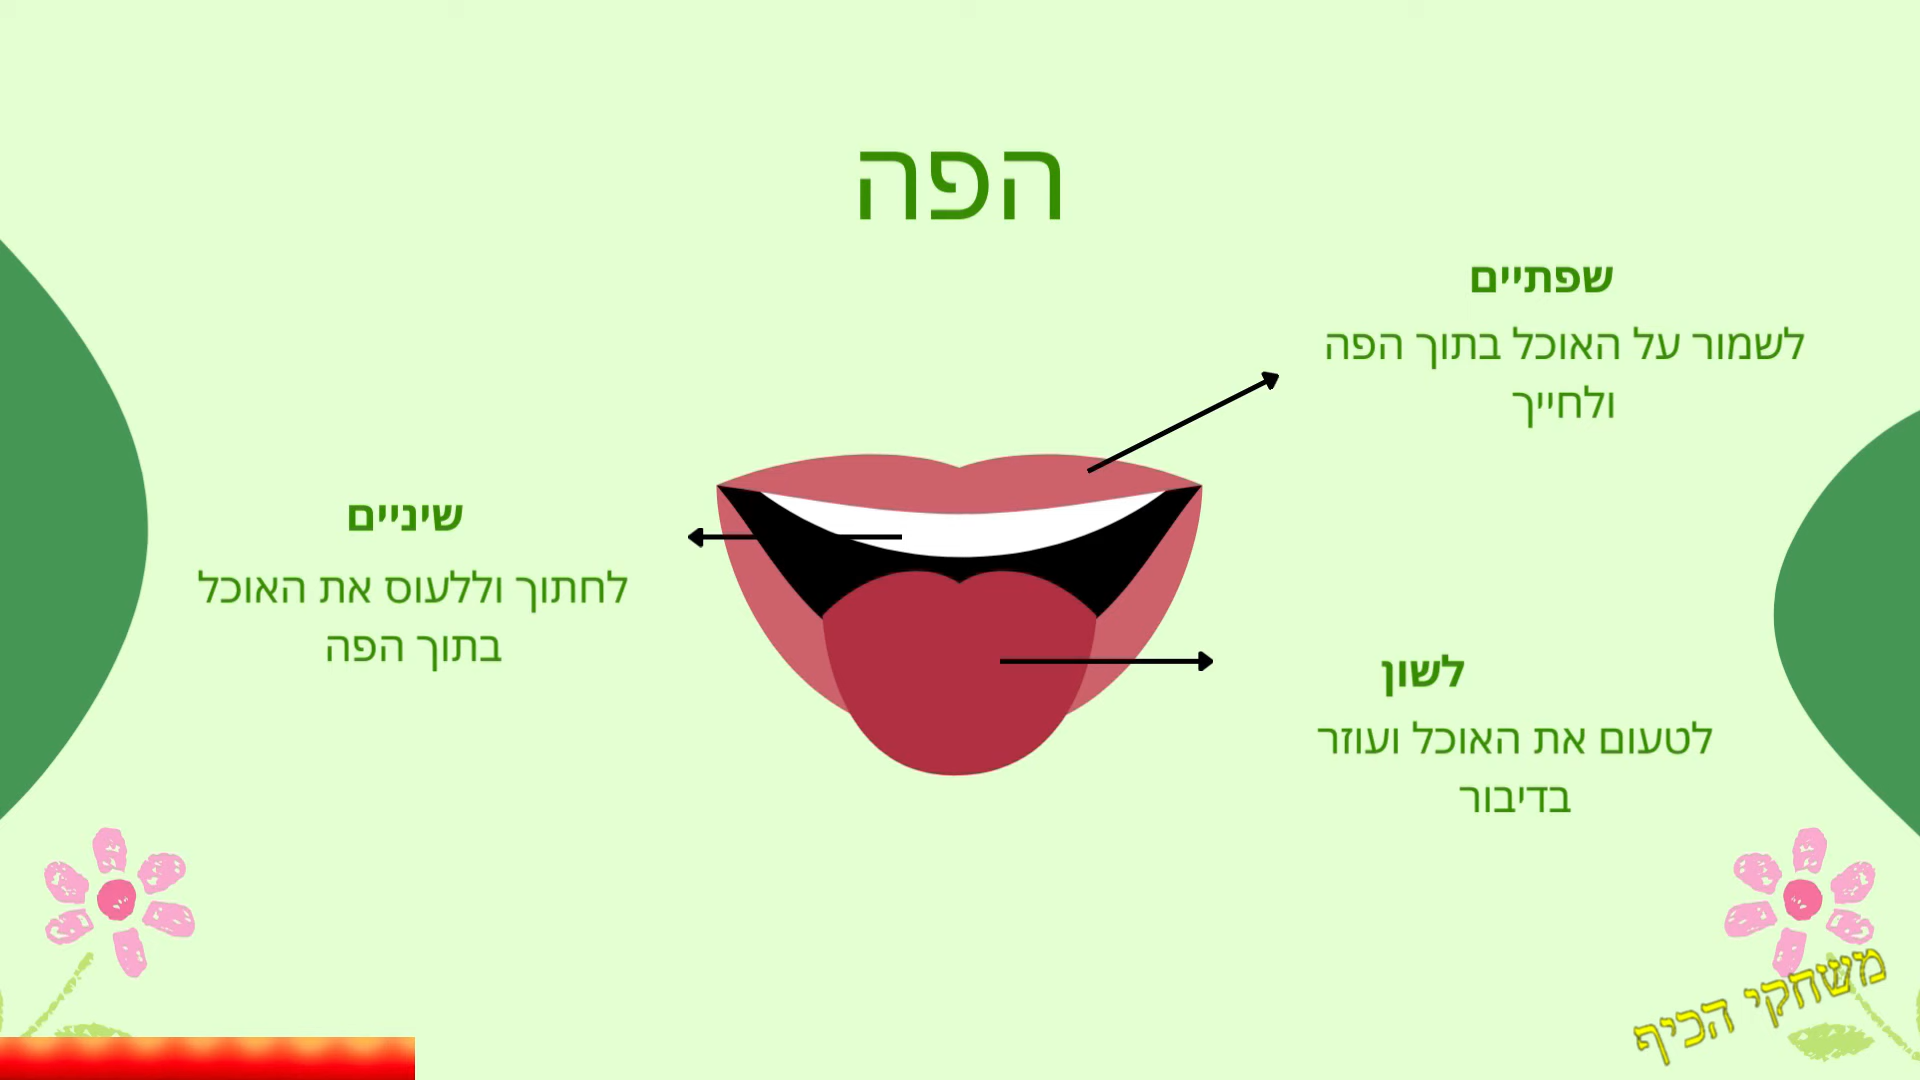 הפה
שפתיים
לשמור על האוכל בתוך הפה
ולחייך
שיניים
לחתוך וללעוס את האוכל
בתוך הפה
לשון
לטעום את האוכל ועוזר
בדיבור
משחקי הכיף